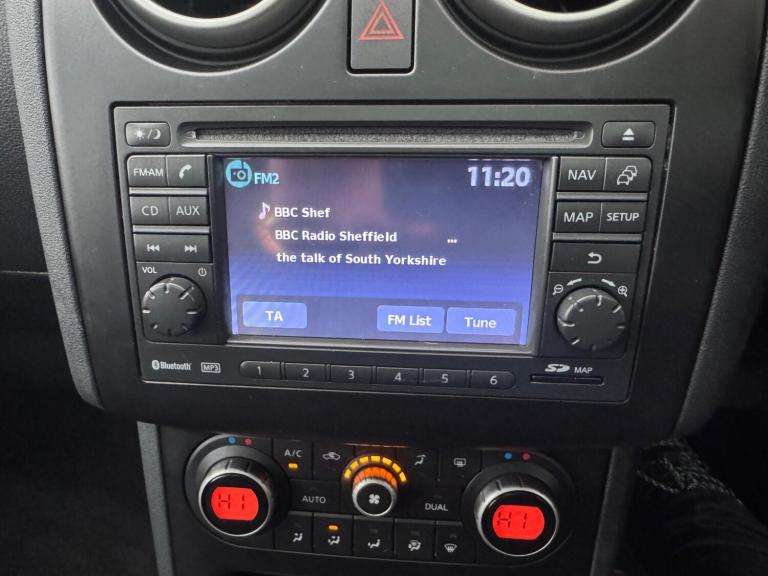 FM·AM
CD AUX
VOL
FM2 11:20
BBC Shef
BBC Radio Sheffield ...
the talk of South Yorkshire
TA FM List Tune
NAV
MAP SETUP
Bluetooth MP3 1 2 3 4 5 6 SD MAP
A/C
AUTO DUAL
HI HI